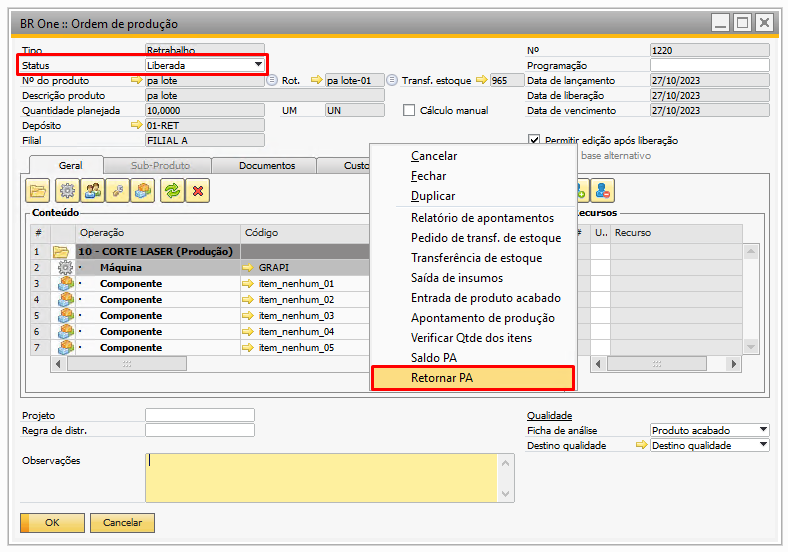 BR One :: Ordem de produção
Tipo Retrabalho Nº 1220
Status Liberada Programação
Nº do produto pa lote Rot. pa lote-01 Transf. estoque 965 Data de lançamento 27/10/2023
Descrição produto pa lote Data de liberação 27/10/2023
Quantidade planejada 10,0000 UM UN Cálculo manual Data de vencimento 27/10/2023
Depósito 01-RET
Filial FILIAL A Permitir edição após liberação
base alternativo
Geral Sub-Produto Documentos Custo
Cancelar
Fechar
Duplicar
Relatório de apontamentos
Pedido de transf. de estoque
Transferência de estoque
Saída de insumos
Entrada de produto acabado
Apontamento de produção
Verificar Qtde dos itens
Saldo PA
Retornar PA
Conteúdo Recursos
# Operação Código # U.. Recurso
1 10 - CORTE LASER (Produção)
2 · Máquina GRAPI
3 · Componente item_nenhum_01
4 · Componente item_nenhum_02
5 · Componente item_nenhum_03
6 · Componente item_nenhum_04
7 · Componente item_nenhum_05
Projeto Qualidade
Regra de distr. Ficha de análise Produto acabado
Destino qualidade Destino qualidade
Observações
OK Cancelar